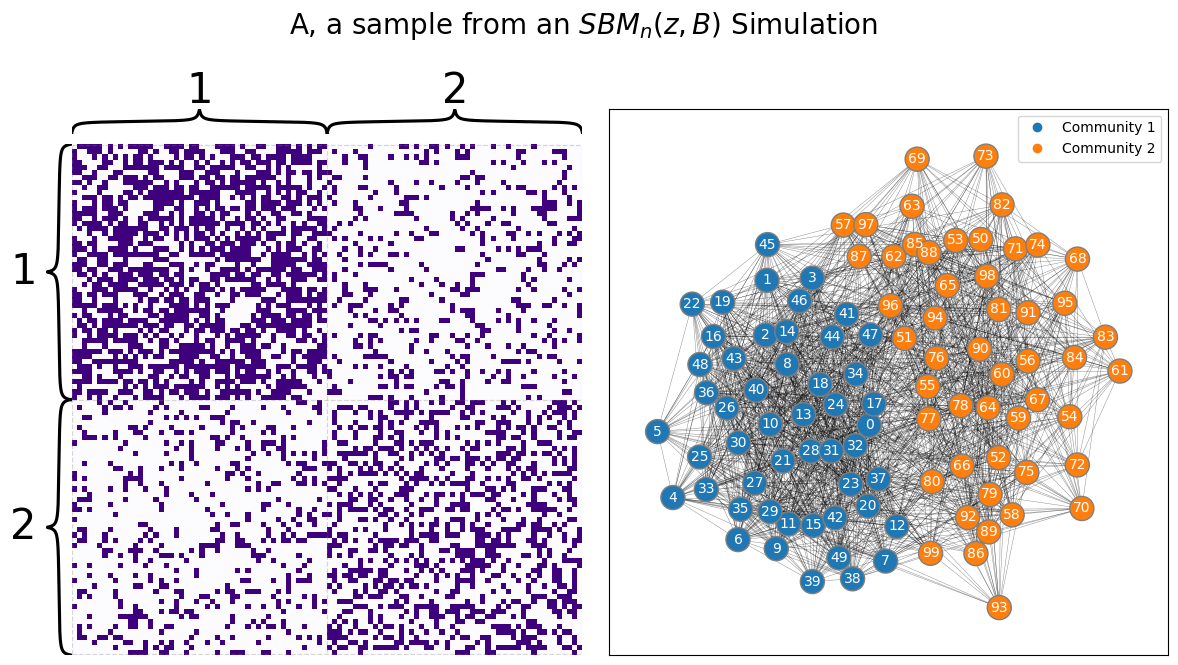 A, a sample from an $SBM_n(z, B)$ Simulation
1 2
1
2
Community 1
Community 2
69 73
63 82
57 97
45 85 88 53 50 71 74
87 62 68
1 3 98
65
22 19 46 96 81 91 95
41 94
16 2 14 44 47 51 83
43 76 90 84
48 8 56 61
36 40 18 34 55 60
26 13 24 17 77 78 64 59 67 54
5 10 0
30 28 31 32
25 21 66 52 72
33 27 23 37 80 75
4 35 29 20 79 70
11 15 42 12 92 58
6 89
9 49 7 99 86
39 38
93